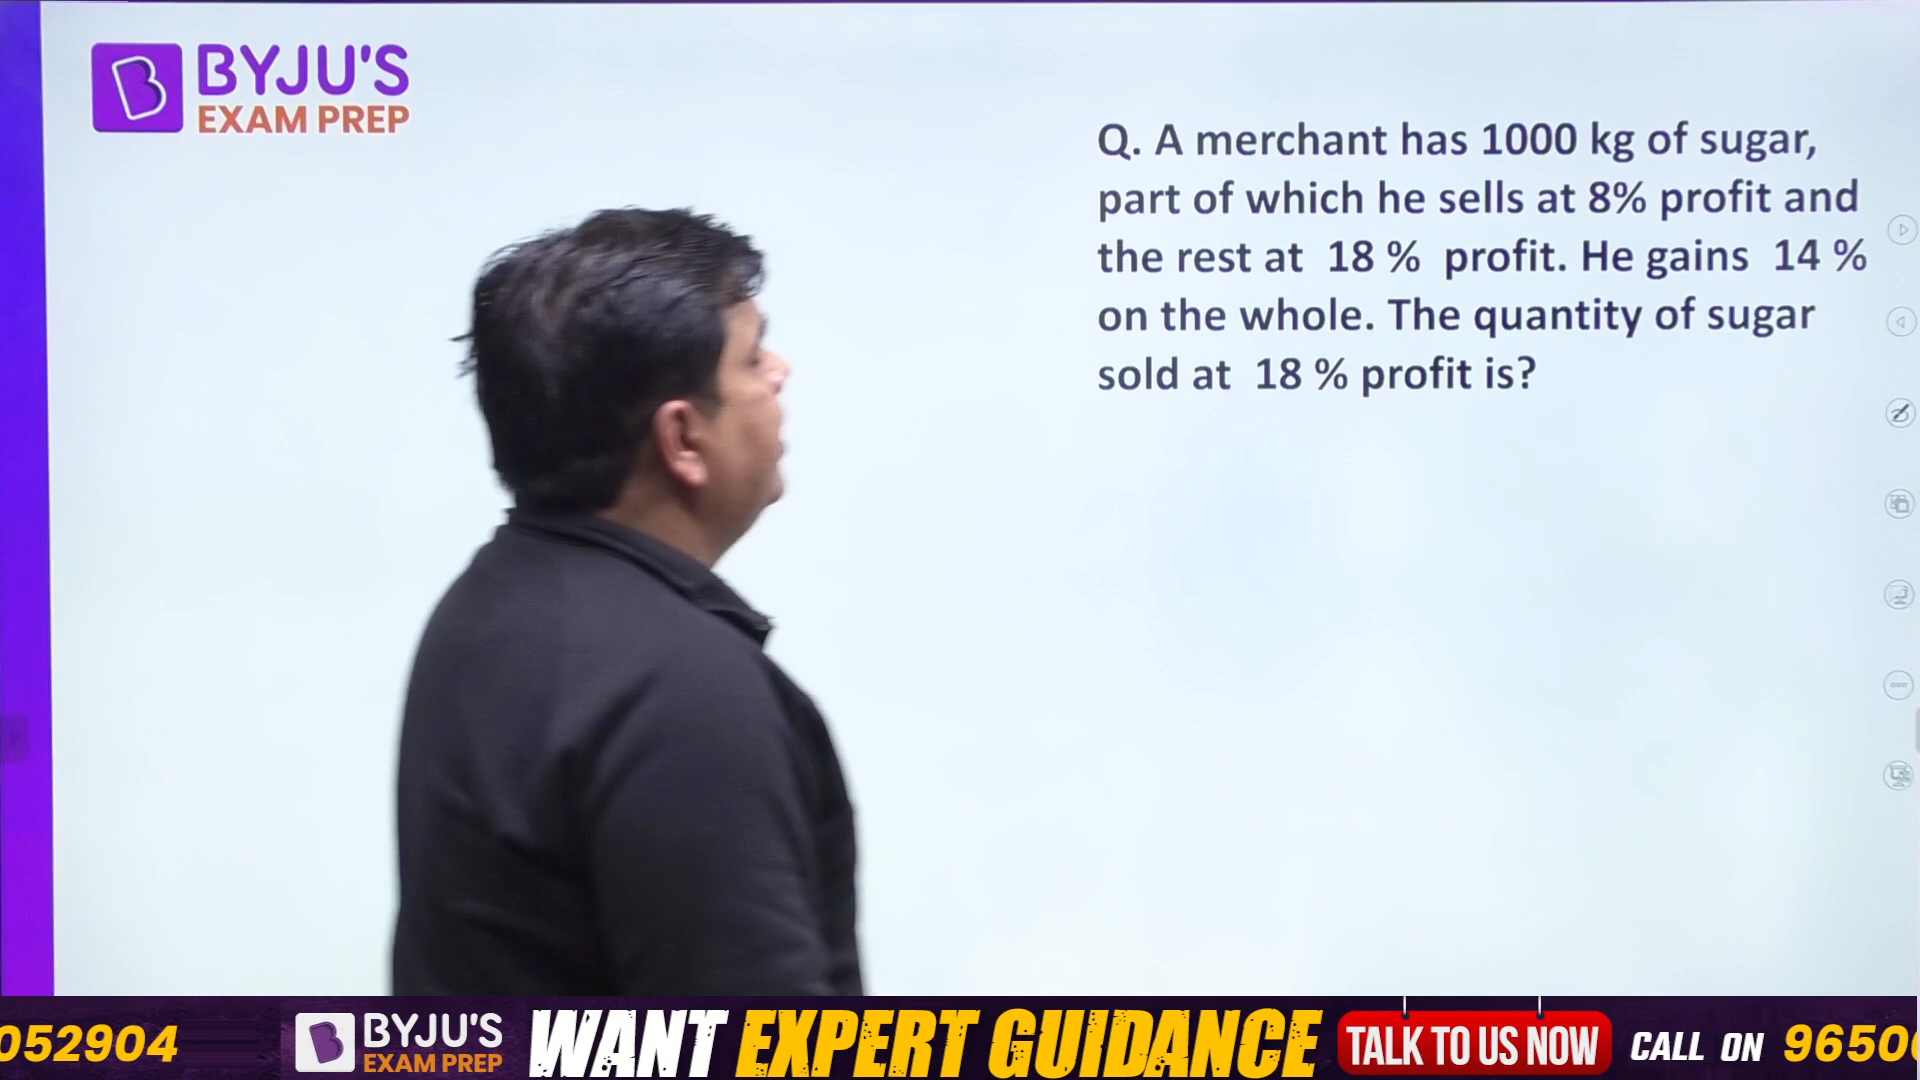 BYJU'S
EXAM PREP
Q. A merchant has 1000 kg of sugar,
part of which he sells at 8% profit and
the rest at 18 % profit. He gains 14 %
on the whole. The quantity of sugar
sold at 18 % profit is?
052904
BYJU'S
EXAM PREP
WANT EXPERT GUIDANCE
TALK TO US NOW
CALL ON 9650